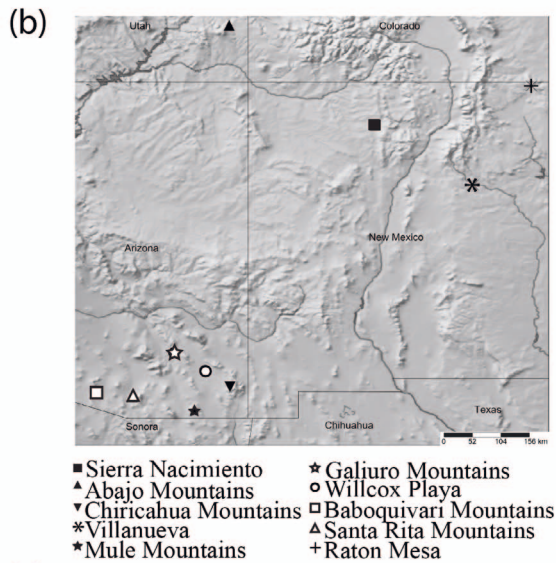 (b)
Utah
Colorado
Arizona
New Mexico
Sonora
Chihuahua
Texas
0 52 104 156 km
Sierra Nacimiento
Abajo Mountains
Chiricahua Mountains
Villanueva
Mule Mountains
Galiuro Mountains
Willcox Playa
Baboquivari Mountains
Santa Rita Mountains
Raton Mesa